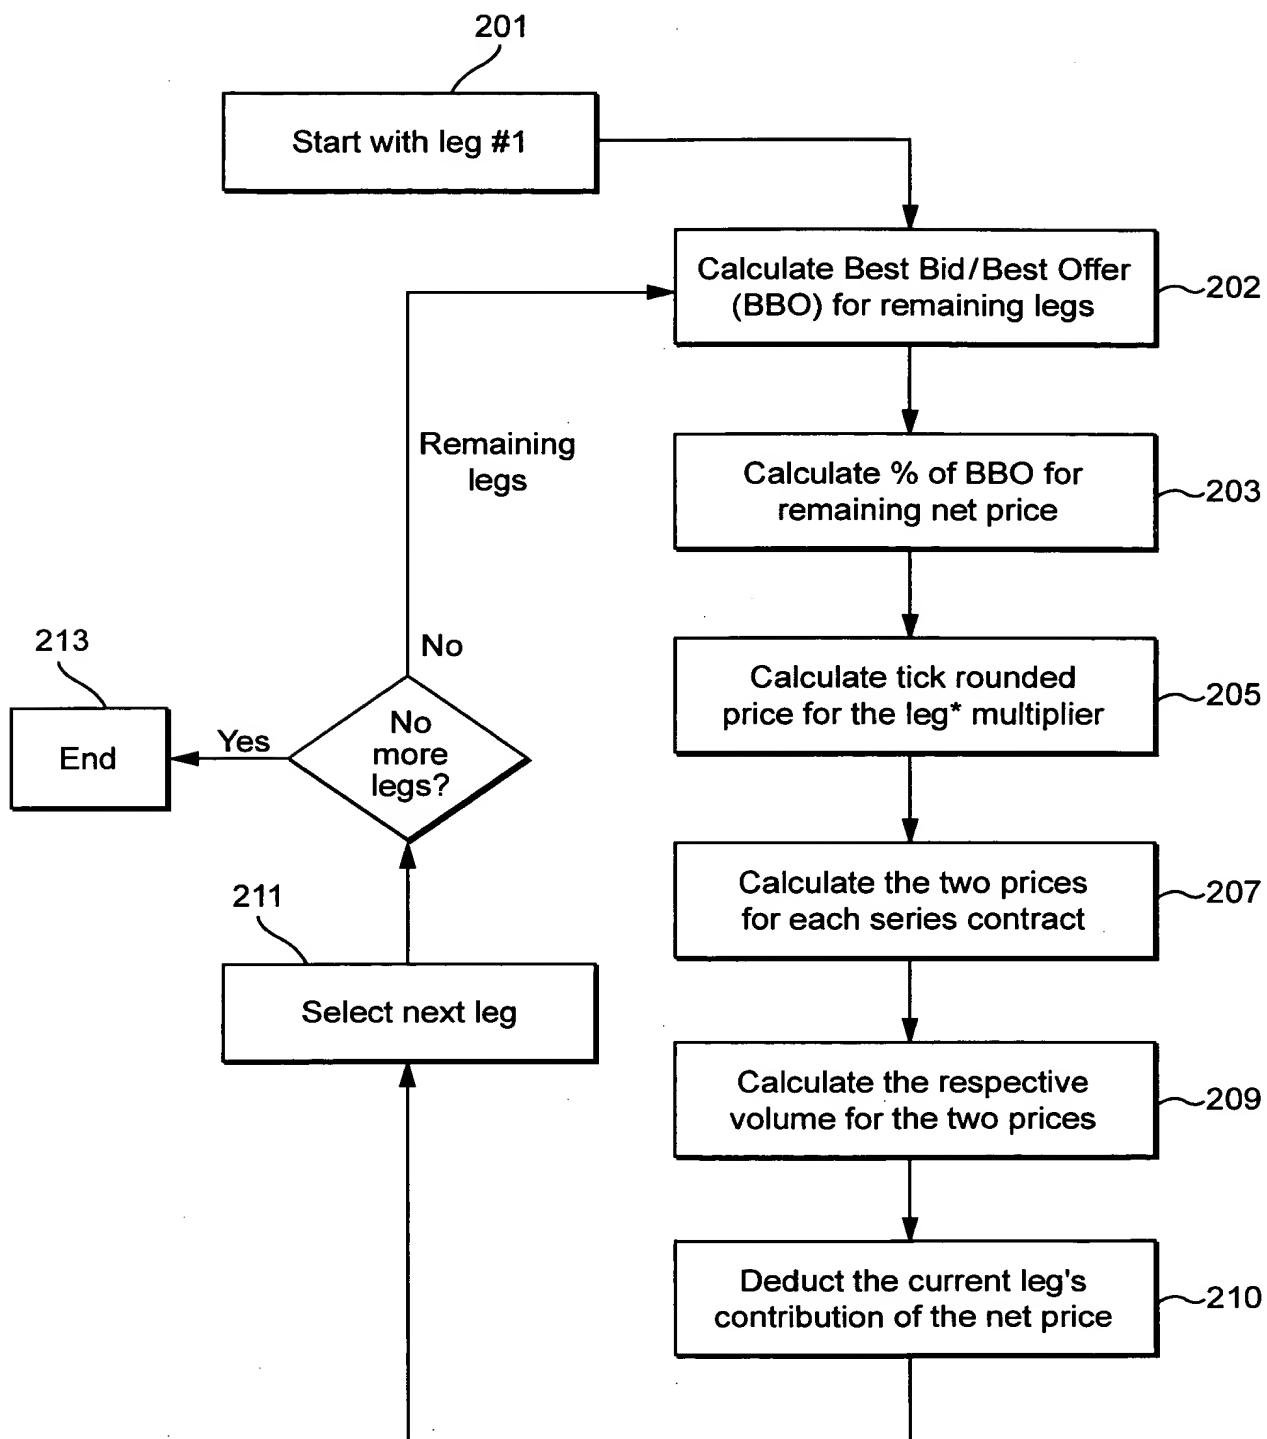 201
Start with leg #1
Calculate Best Bid/Best Offer
(BBO) for remaining legs
202
Remaining
legs
Calculate % of BBO for
remaining net price
203
No
213
End
Yes
No
more
legs?
Calculate tick rounded
price for the leg* multiplier
205
211
Select next leg
Calculate the two prices
for each series contract
207
Calculate the respective
volume for the two prices
209
Deduct the current leg's
contribution of the net price
210